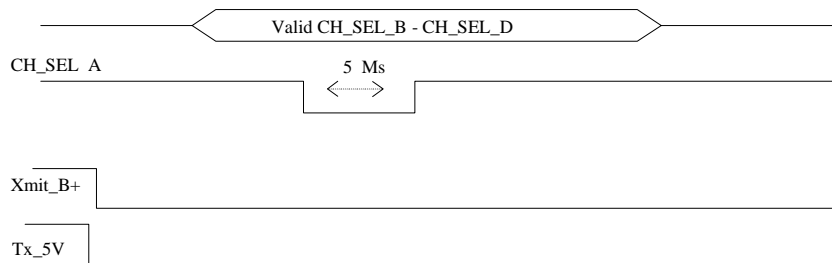 Valid CH_SEL_B - CH_SEL_D
CH_SEL A
5 Ms
Xmit_B+
Tx_5V